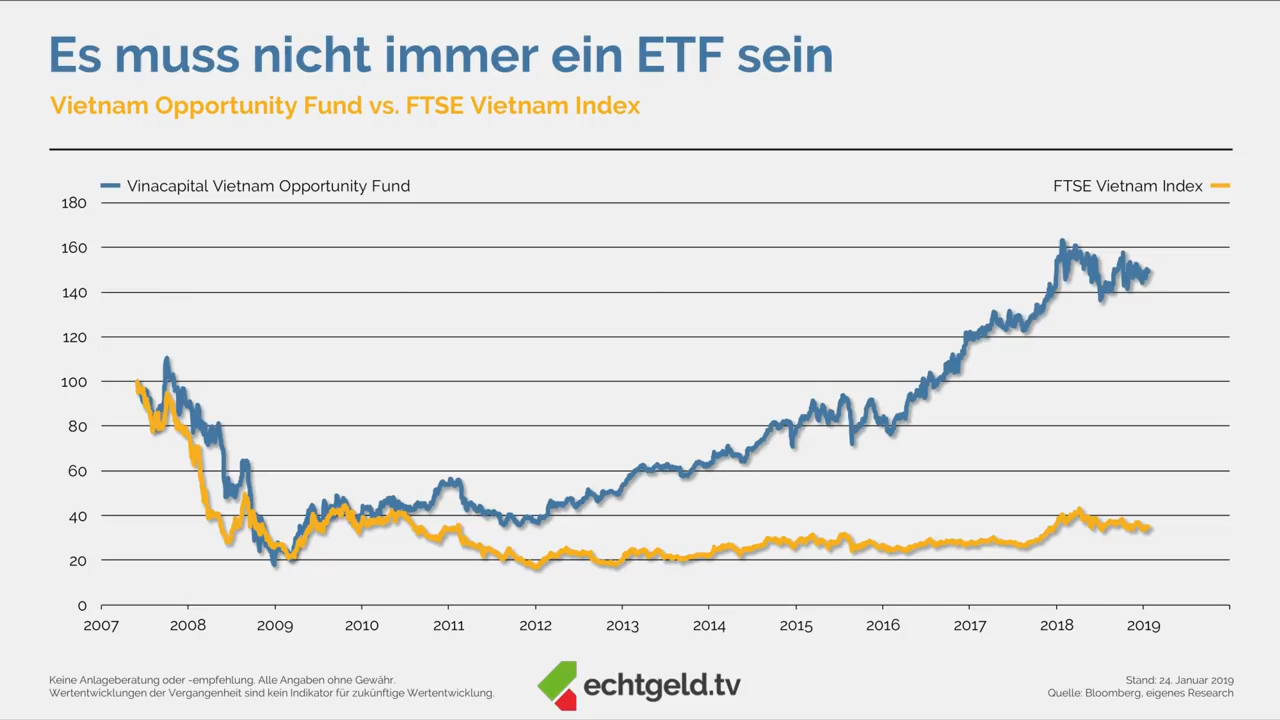 Es muss nicht immer ein ETF sein
Vietnam Opportunity Fund vs. FTSE Vietnam Index
Vinacapital Vietnam Opportunity Fund
FTSE Vietnam Index
180
160
140
120
100
80
60
40
20
0
2007 2008 2009 2010 2011 2012 2013 2014 2015 2016 2017 2018 2019
Keine Anlageberatung oder -empfehlung. Alle Angaben ohne Gewähr.
Wertentwicklungen der Vergangenheit sind kein Indikator für zukünftige Wertentwicklung.
echtgeld.tv
Stand: 24. Januar 2019
Quelle: Bloomberg, eigenes Research